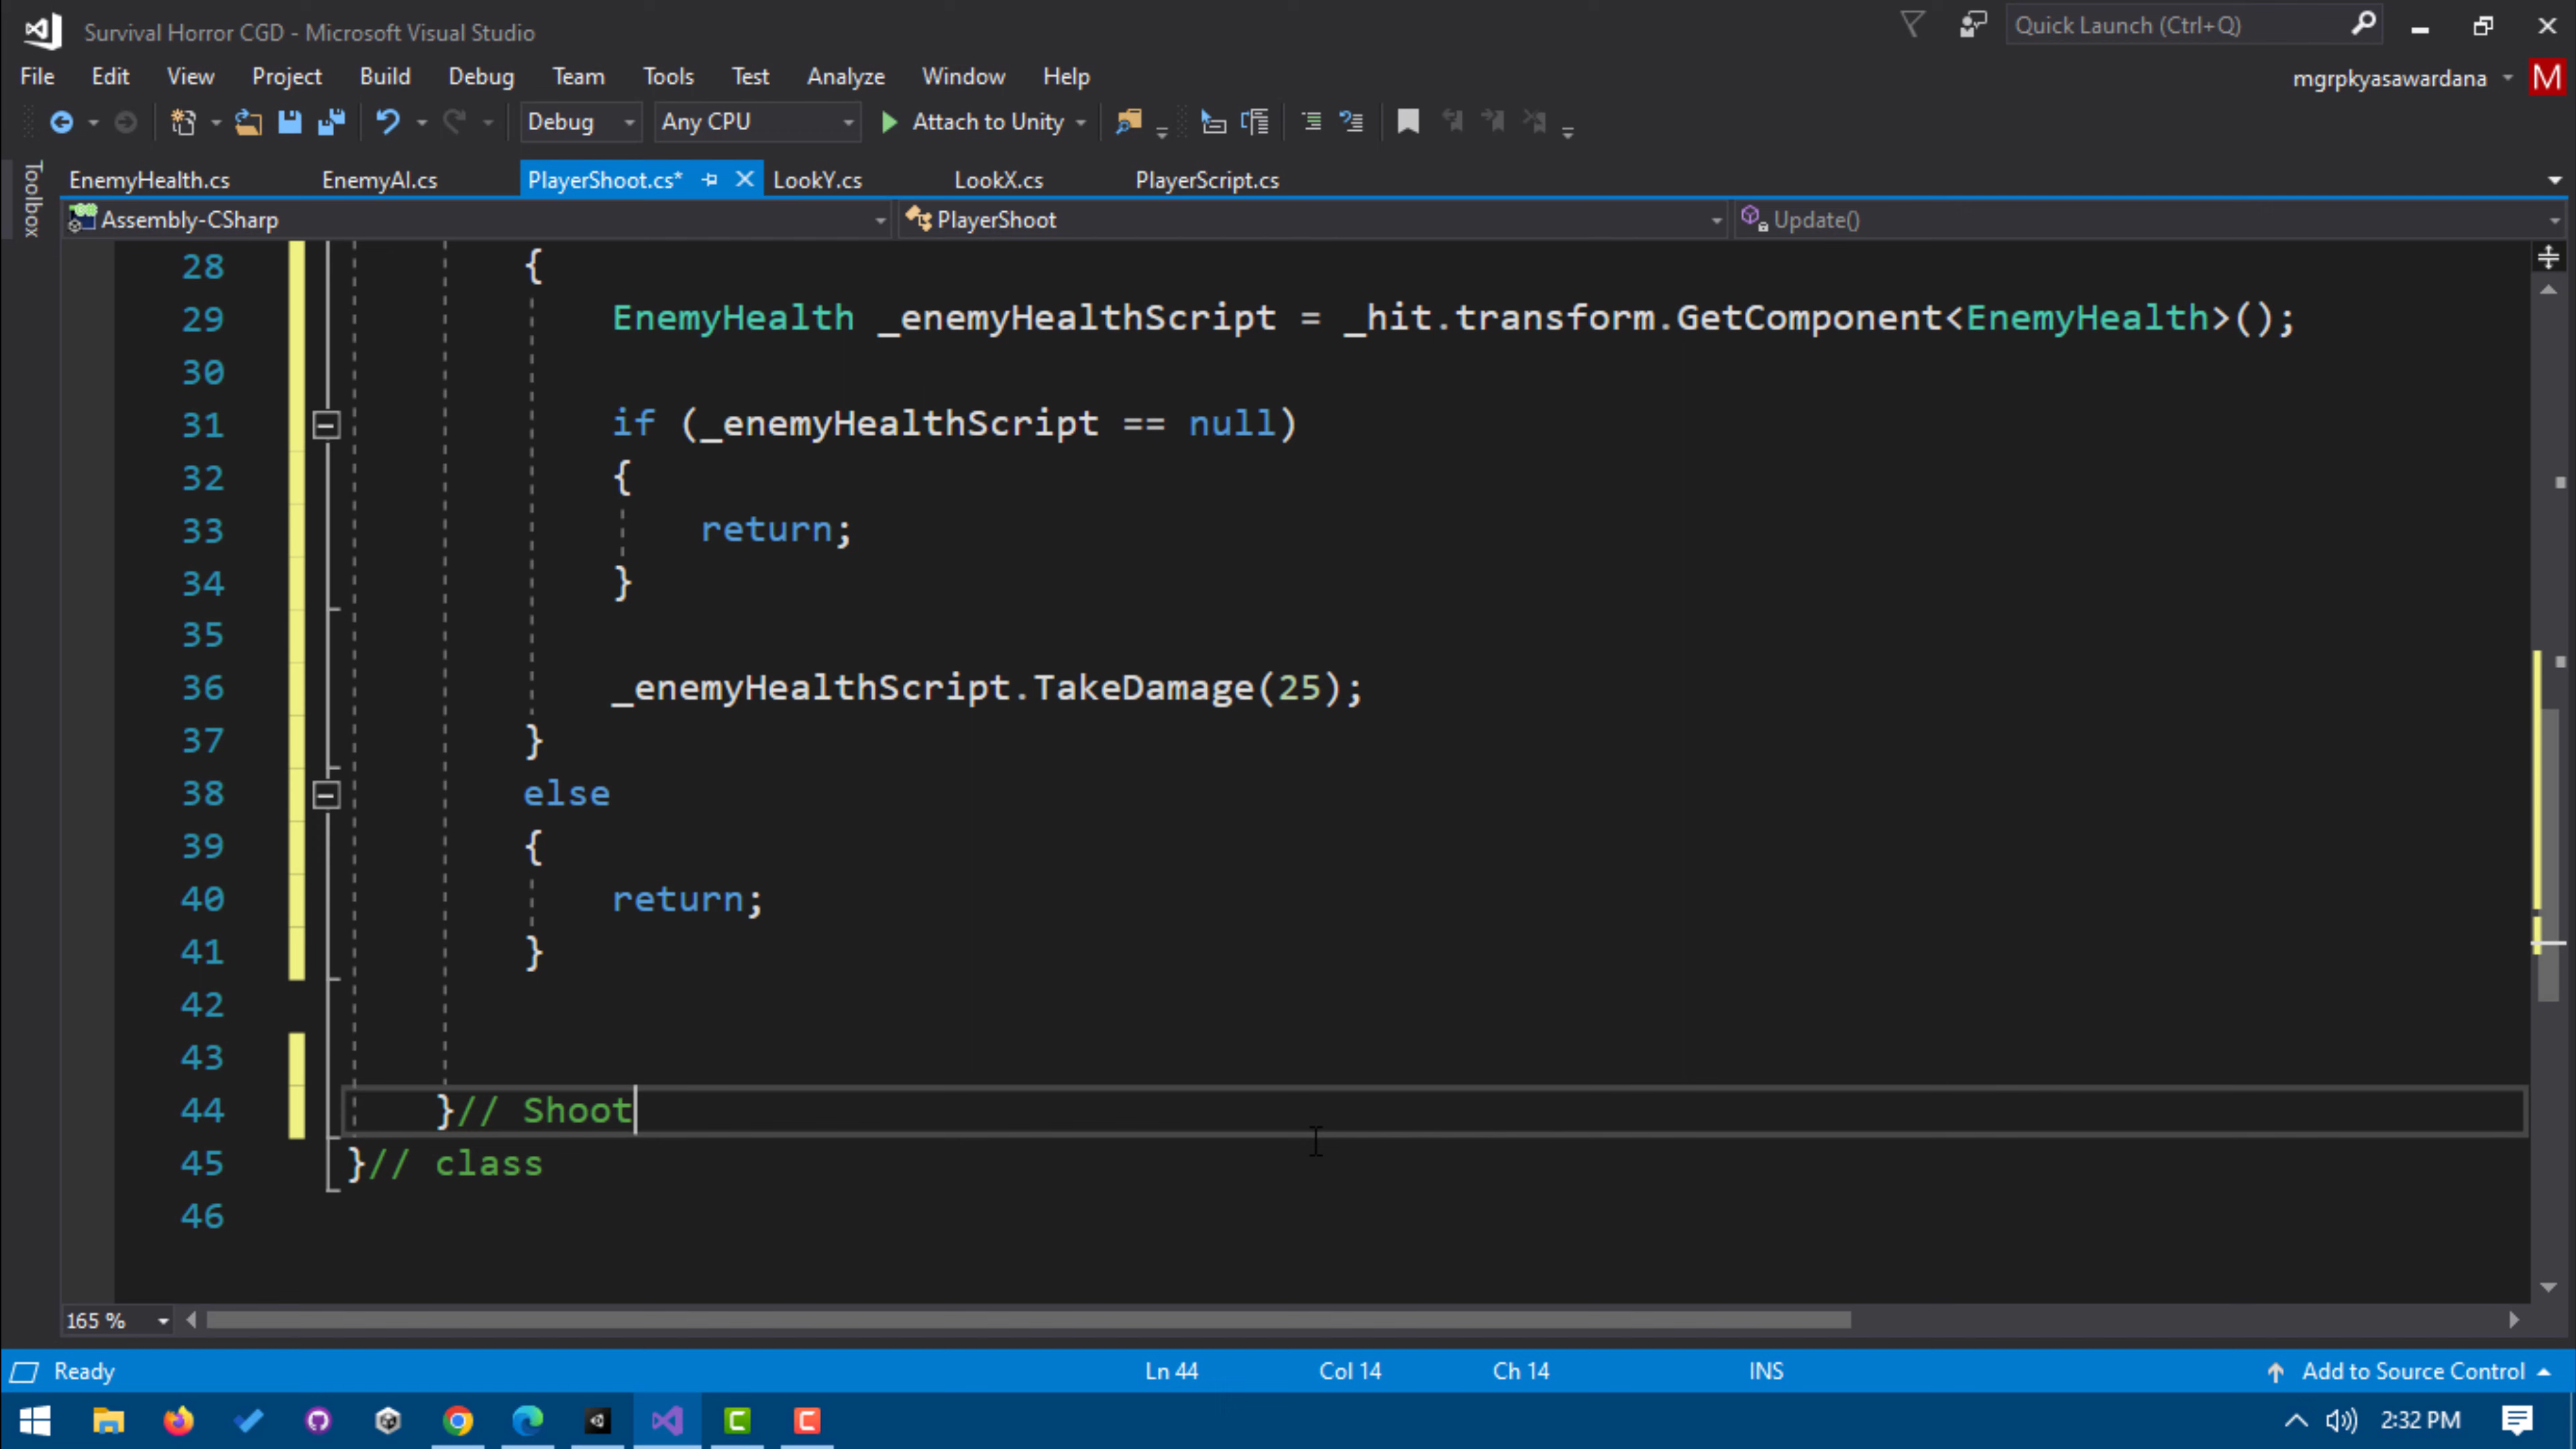 Survival Horror CGD - Microsoft Visual Studio
Quick Launch (Ctrl+Q)
File Edit View Project Build Debug Team Tools Test Analyze Window Help
mgrpkyasawardana M
Debug Any CPU Attach to Unity
Toolbox
EnemyHealth.cs EnemyAI.cs PlayerShoot.cs* LookY.cs LookX.cs PlayerScript.cs
Assembly-CSharp PlayerShoot Update()
28 {
29 EnemyHealth _enemyHealthScript = _hit.transform.GetComponent<EnemyHealth>();
30
31 if (_enemyHealthScript == null)
32 {
33 return;
34 }
35
36 _enemyHealthScript.TakeDamage(25);
37 }
38 else
39 {
40 return;
41 }
42
43
44 }// Shoot
45 }// class
46
165 %
Ready Ln 44 Col 14 Ch 14 INS Add to Source Control
2:32 PM